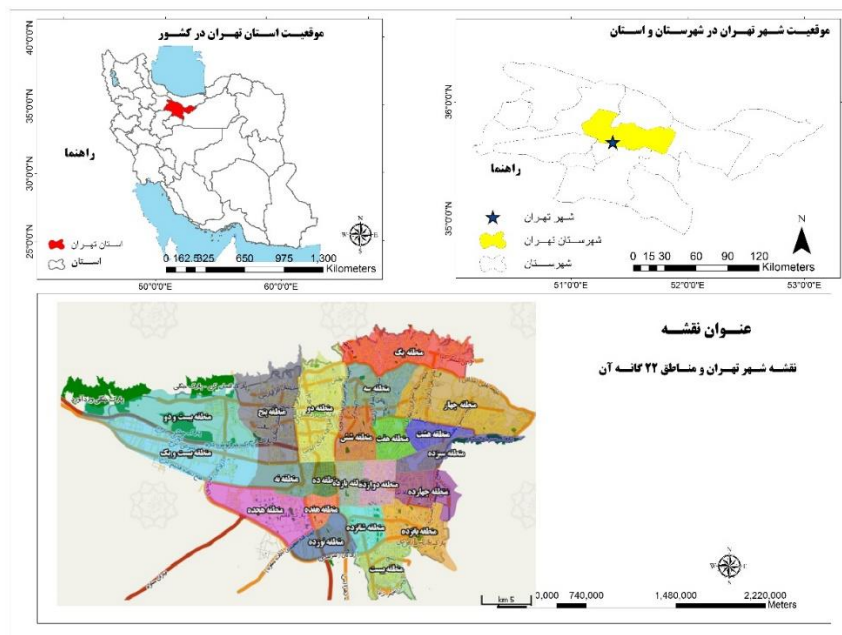 موقعیت استان تهران در کشور
40°0'0"N
35°0'0"N
30°0'0"N
25°0'0"N
راهنما
استان تهران
استان
N
W
E
S
0 162.5325 650 975 1,300
Kilometers
50°0'0"E 60°0'0"E
موقعیت شهر تهران در شهرستان و استان
36°0'0"N
35°0'0"N
راهنما
شهر تهران
شهرستان تهران
شهرستان
N
0 15 30 60 90 120
Kilometers
51°0'0"E 52°0'0"E 53°0'0"E
عنوان نقشه
نقشه شهر تهران و مناطق ۲۲ گانه آن
منطقه یک
منطقه سه
منطقه چهار
منطقه دو
منطقه پنج
منطقه بیست و دو
منطقه شش
منطقه هفت
منطقه هشت
منطقه سیزده
منطقه بیست و یک
منطقه نه
منطقه ده
منطقه یازده
منطقه دوازده
منطقه چهارده
منطقه هجده
منطقه هفده
منطقه شانزده
منطقه پانزده
منطقه نوزده
منطقه بیست
km 5
N
W
E
S
0,000 740,000 1,480,000 2,220,000
Meters